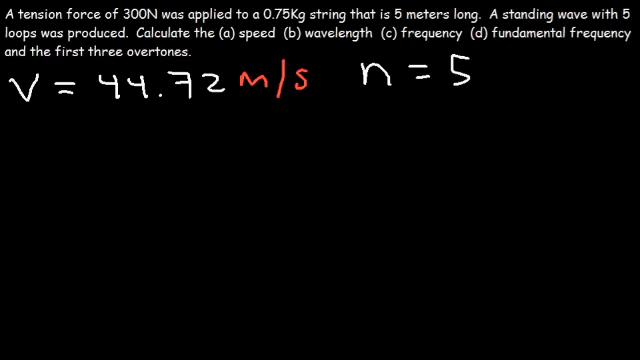 A tension force of 300N was applied to a 0.75Kg string that is 5 meters long. A standing wave with 5
loops was produced. Calculate the (a) speed (b) wavelength (c) frequency (d) fundamental frequency
and the first three overtones.
v = 44.72 m/s n = 5